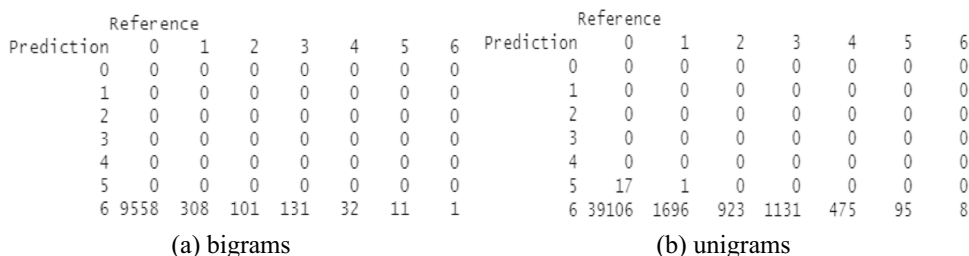 Reference
Prediction 0 1 2 3 4 5 6
0 0 0 0 0 0 0 0
1 0 0 0 0 0 0 0
2 0 0 0 0 0 0 0
3 0 0 0 0 0 0 0
4 0 0 0 0 0 0 0
5 0 0 0 0 0 0 0
6 9558 308 101 131 32 11 1
(a) bigrams
Reference
Prediction 0 1 2 3 4 5 6
0 0 0 0 0 0 0 0
1 0 0 0 0 0 0 0
2 0 0 0 0 0 0 0
3 0 0 0 0 0 0 0
4 0 0 0 0 0 0 0
5 17 1 0 0 0 0 0
6 39106 1696 923 1131 475 95 8
(b) unigrams